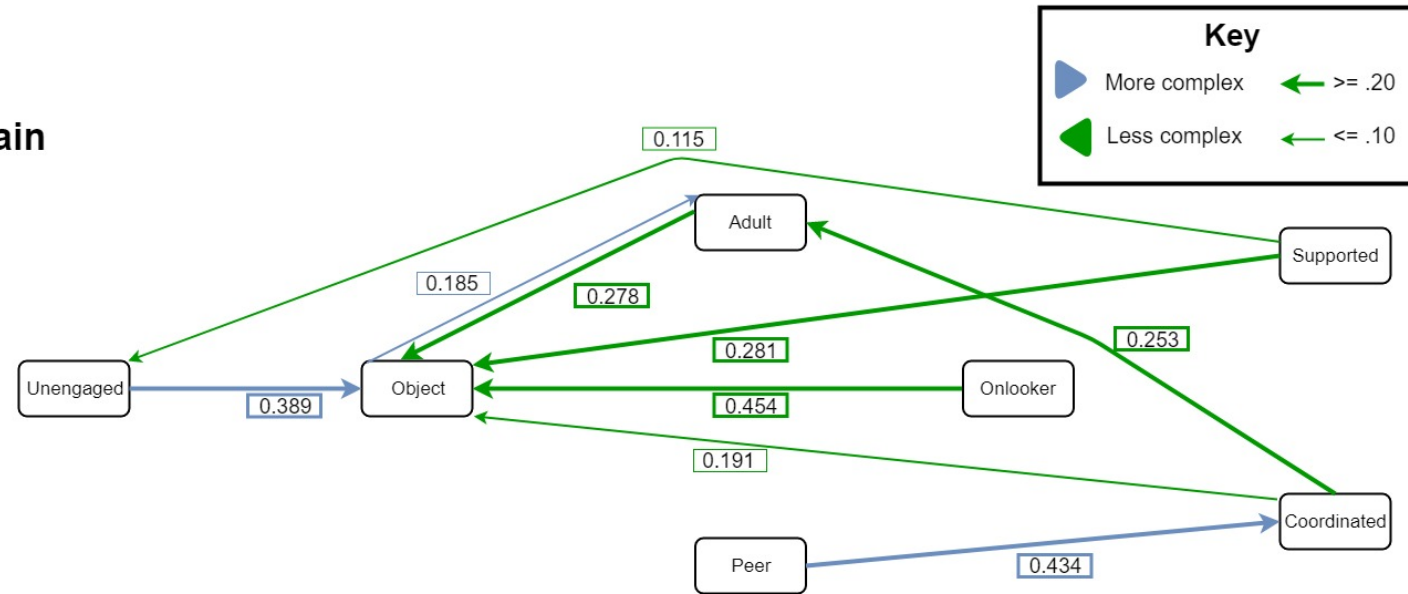 Key
More complex >= .20
Less complex <= .10
ain
0.115
Adult
Supported
0.185
0.278
0.253
0.281
Unengaged
Object
Onlooker
0.389
0.454
0.191
Coordinated
Peer
0.434